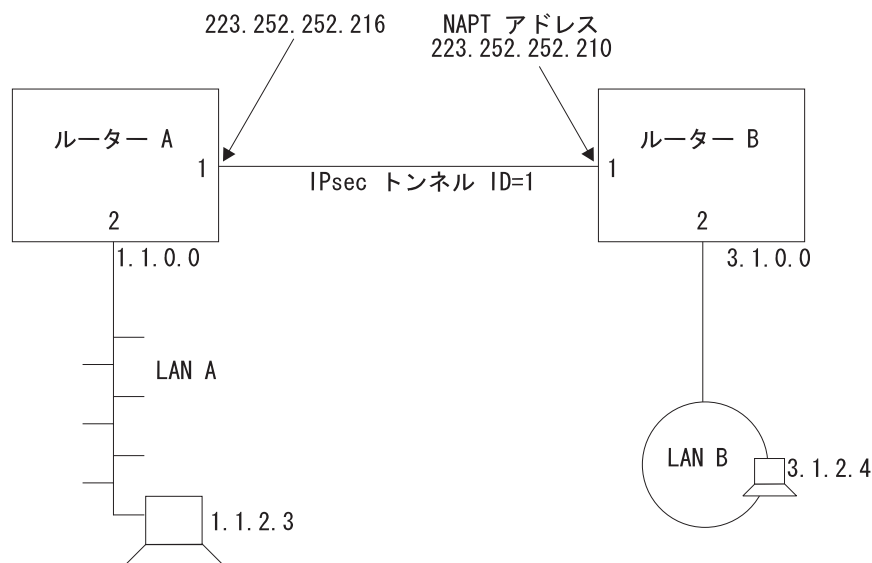 223.252.252.216
NAPT アドレス
223.252.252.210
ルーター A
1
2
IPsec トンネル ID=1
ルーター B
1
2
1.1.0.0
3.1.0.0
LAN A
LAN B
3.1.2.4
1.1.2.3